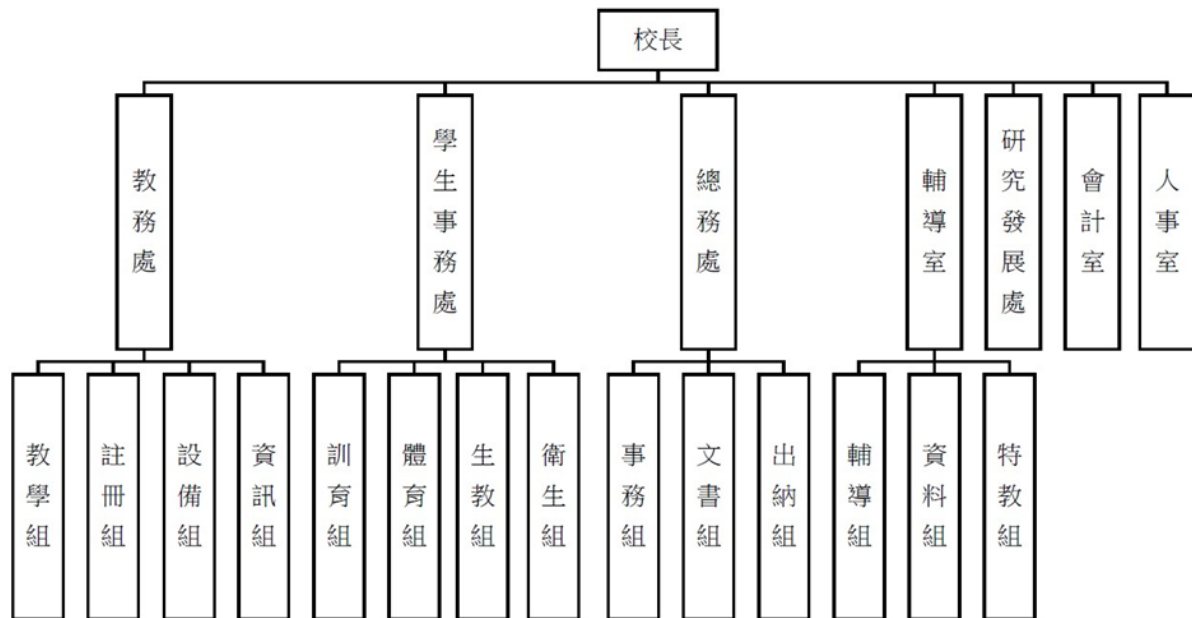 校長
教務處
學生事務處
總務處
輔導室
研究發展處
會計室
人事室
教學組
註冊組
設備組
資訊組
訓育組
體育組
生教組
衛生組
事務組
文書組
出納組
輔導組
資料組
特教組